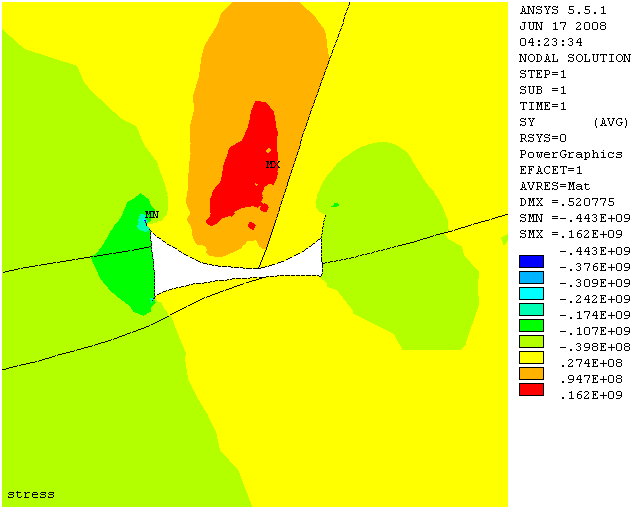 ANSYS 5.5.1
JUN 17 2008
04:23:34
NODAL SOLUTION
STEP=1
SUB =1
TIME=1
SY (AVG)
RSYS=0
PowerGraphics
EFACET=1
AVRES=Mat
DMX =.520775
SMN =-.443E+09
SMX =.162E+09
-.443E+09
-.376E+09
-.309E+09
-.242E+09
-.174E+09
-.107E+09
-.398E+08
.274E+08
.947E+08
.162E+09
MX
MN
stress